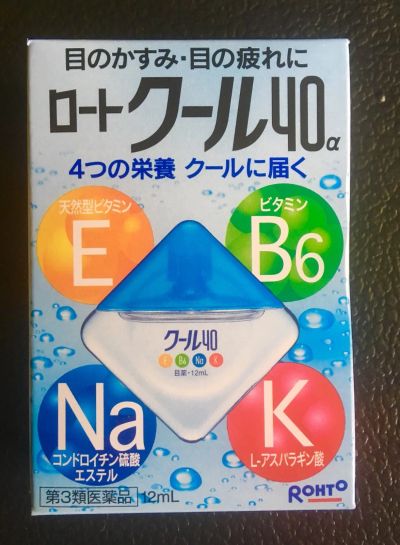 目のかすみ・目の疲れに
ロートクール40α
4つの栄養 クールに届く
天然型ビタミン
E
ビタミン
B6
クール40
E B6 Na K
目薬・12mL
Na
コンドロイチン硫酸
エステル
K
L-アスパラギン酸
第3類医薬品 12mL
ROHTO